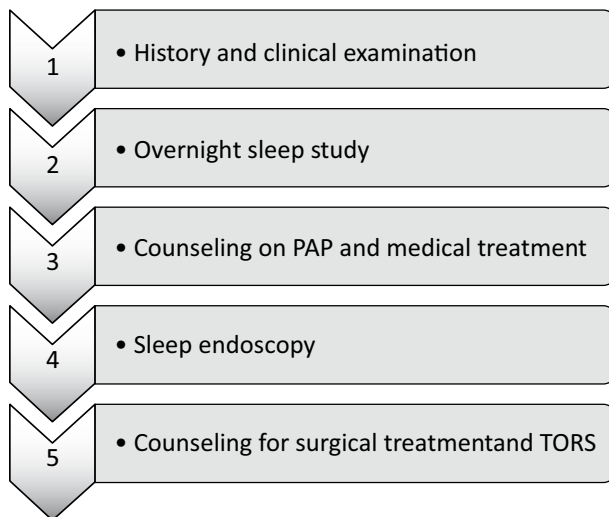 1 • History and clinical examination
2 • Overnight sleep study
3 • Counseling on PAP and medical treatment
4 • Sleep endoscopy
5 • Counseling for surgical treatmentand TORS